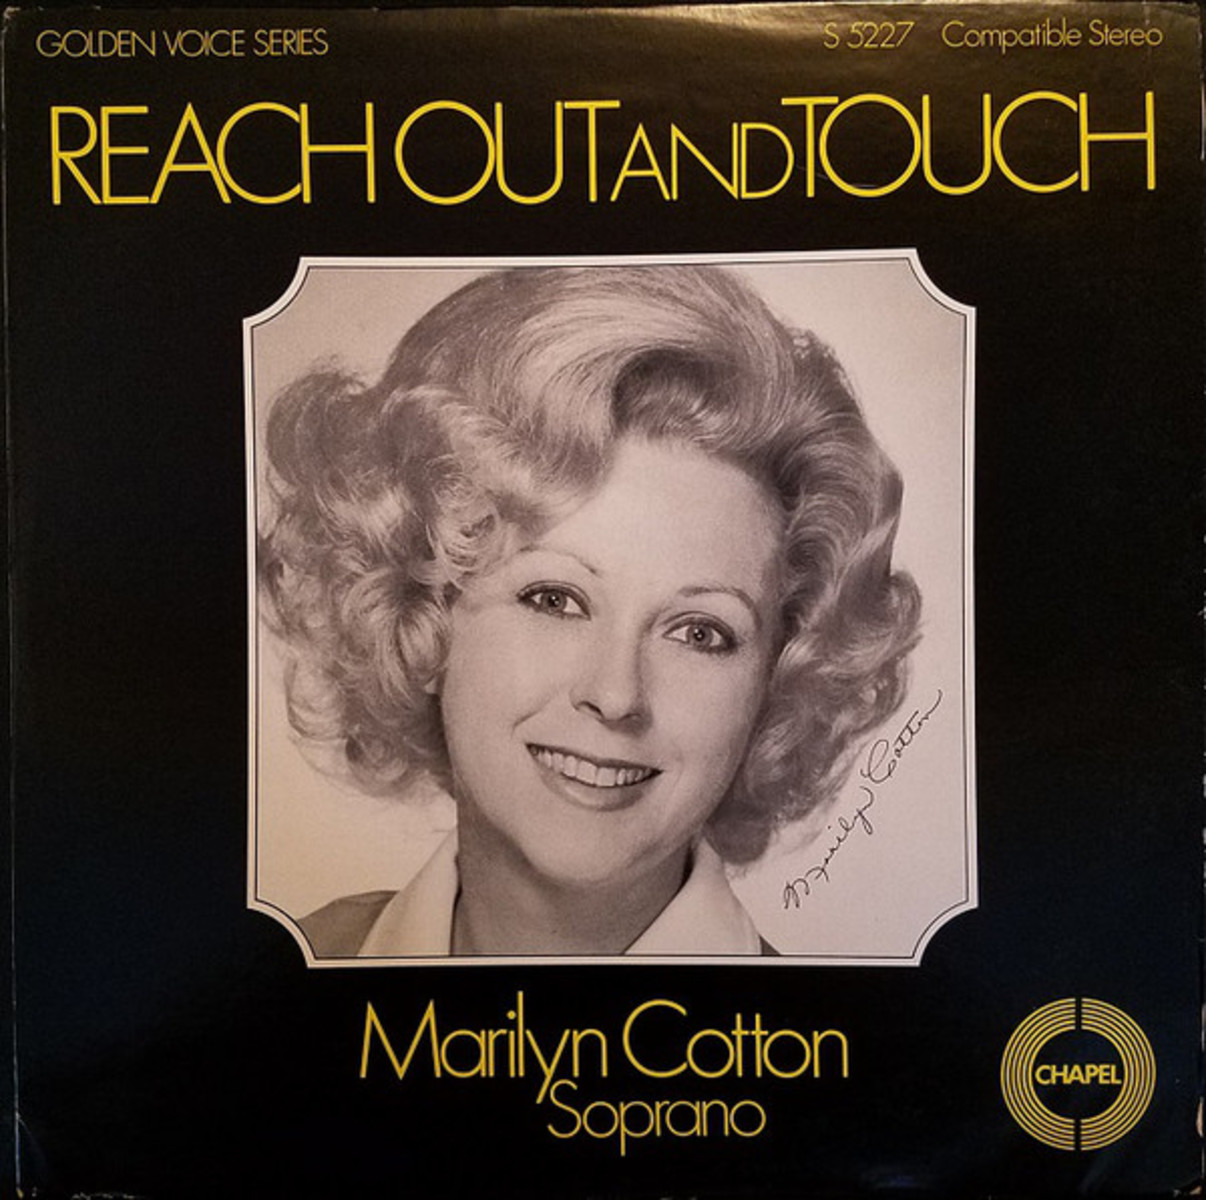 GOLDEN VOICE SERIES
S 5227 Compatible Stereo
REACH OUT AND TOUCH
Marilyn Cotton
Marilyn Cotton
Soprano
CHAPEL